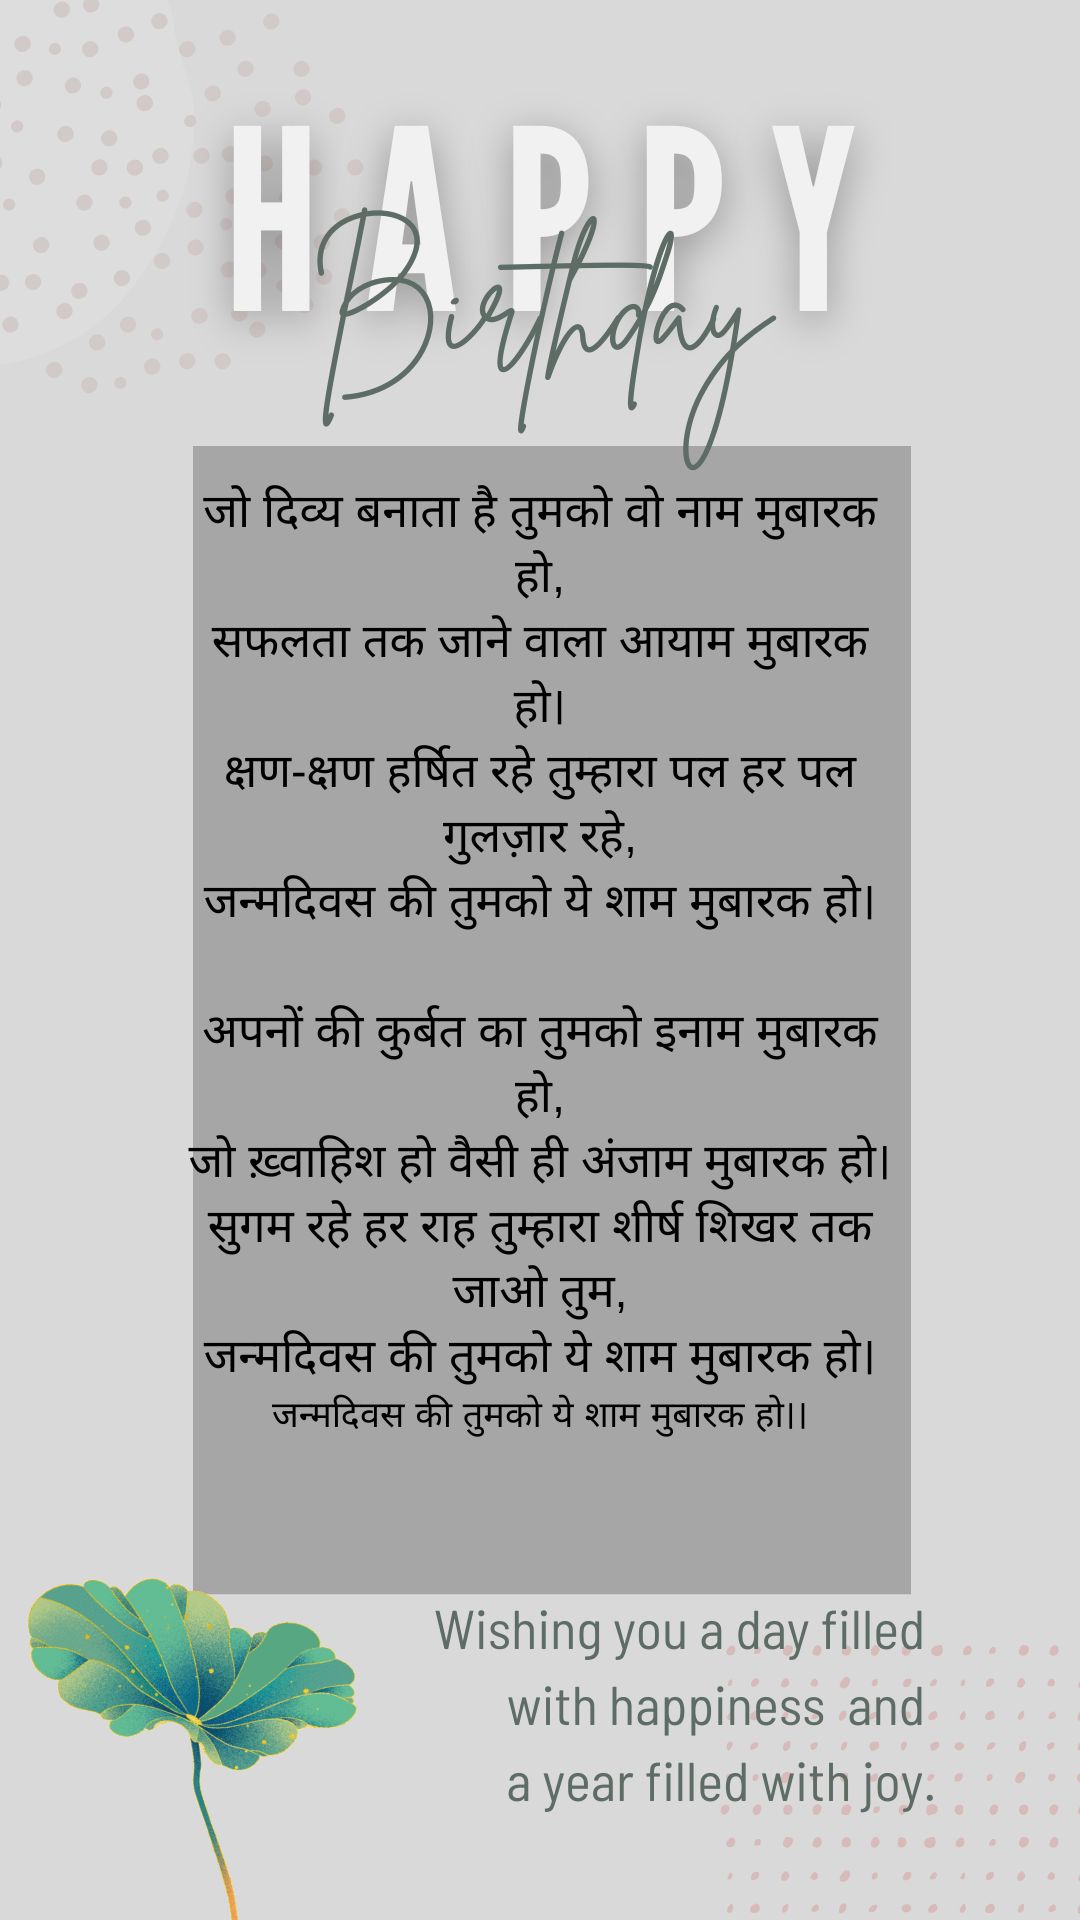 HAPPY
Birthday
जो दिव्य बनाता है तुमको वो नाम मुबारक
हो,
सफलता तक जाने वाला आयाम मुबारक
हो।
क्षण-क्षण हर्षित रहे तुम्हारा पल हर पल
गुलज़ार रहे,
जन्मदिवस की तुमको ये शाम मुबारक हो।
अपनों की कुर्बत का तुमको इनाम मुबारक
हो,
जो ख़्वाहिश हो वैसी ही अंजाम मुबारक हो।
सुगम रहे हर राह तुम्हारा शीर्ष शिखर तक
जाओ तुम,
जन्मदिवस की तुमको ये शाम मुबारक हो।
जन्मदिवस की तुमको ये शाम मुबारक हो।।
Wishing you a day filled
with happiness and
a year filled with joy.